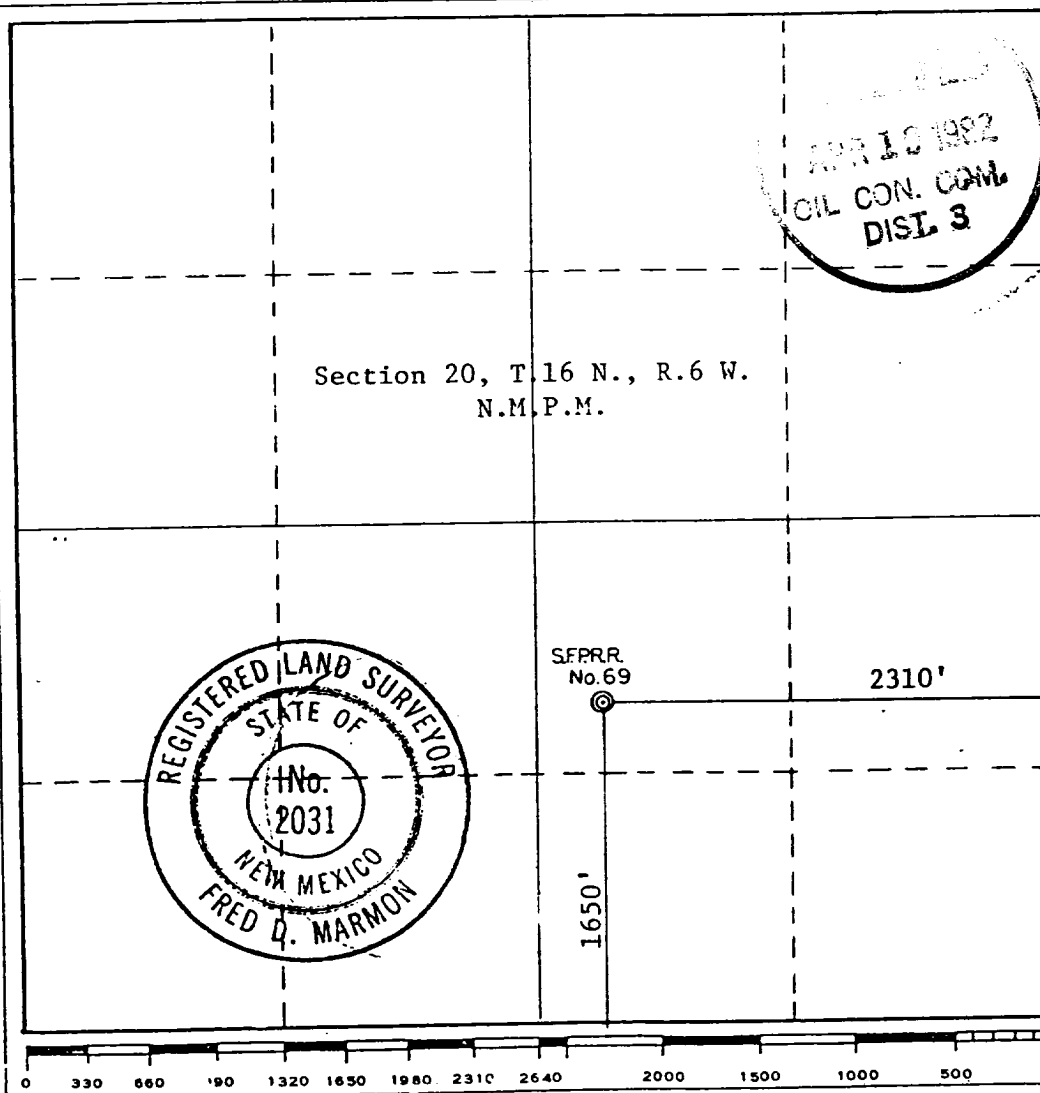 APR 10 1982
OIL CON. COM.
DIST. 3
Section 20, T.16 N., R.6 W.
N.M.P.M.
S.F.P.R.R.
No.69
2310'
1650'
REGISTERED LAND SURVEYOR
STATE OF
No.
2031
NEW MEXICO
FRED D. MARMON
0 330 660 '90 1320 1650 1980 2310 2640 2000 1500 1000 500